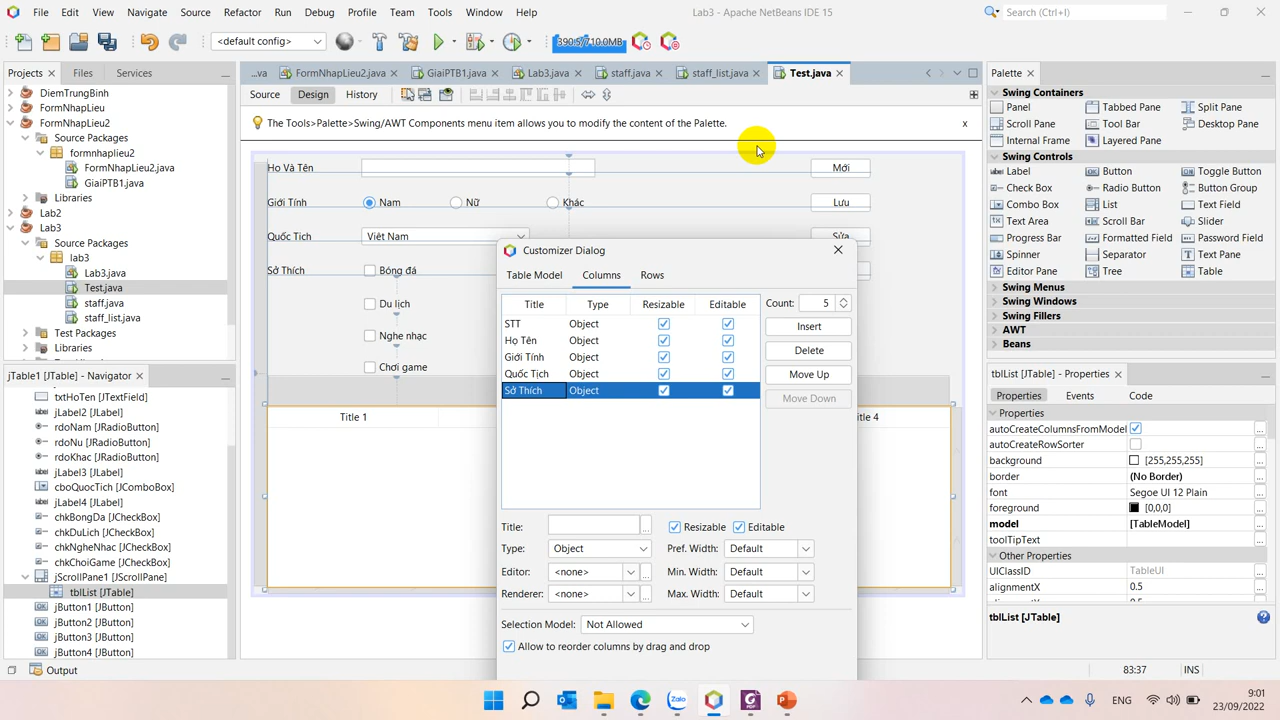 File Edit View Navigate Source Refactor Run Debug Profile Team Tools Window Help
Lab3 - Apache NetBeans IDE 15
Search (Ctrl+I)
<default config>
390.5/710.0MB
Projects Files Services
DiemTrungBinh
FormNhapLieu
FormNhapLieu2
Source Packages
formnhaplieu2
FormNhapLieu2.java
GiaiPTB1.java
Libraries
Lab2
Lab3
Source Packages
lab3
Lab3.java
Test.java
staff.java
staff_list.java
Test Packages
Libraries
jTable1 [JTable] - Navigator
txtHoTen [JTextField]
jLabel2 [JLabel]
rdoNam [JRadioButton]
rdoNu [JRadioButton]
rdoKhac [JRadioButton]
jLabel3 [JLabel]
cboQuocTich [JComboBox]
jLabel4 [JLabel]
chkBongDa [JCheckBox]
chkDuLich [JCheckBox]
chkNgheNhac [JCheckBox]
chkChoiGame [JCheckBox]
jScrollPane1 [JScrollPane]
tblList [JTable]
jButton1 [JButton]
jButton2 [JButton]
jButton3 [JButton]
jButton4 [JButton]
Output
...va FormNhapLieu2.java GiaiPTB1.java Lab3.java staff.java staff_list.java Test.java
Source Design History
The Tools>Palette>Swing/AWT Components menu item allows you to modify the content of the Palette. x
Họ Và Tên Mới
Giới Tính Nam Nữ Khác Lưu
Quốc Tịch Việt Nam Sửa
Sở Thích Bóng đá
Du lịch
Nghe nhạc
Chơi game
Title 1
Customizer Dialog
Table Model Columns Rows
Title Type Resizable Editable Count: 5
STT Object
Họ Tên Object
Giới Tính Object
Quốc Tịch Object
Sở Thích Object
Insert
Delete
Move Up
Move Down
Title: ... Resizable Editable
Type: Object Pref. Width: Default
Editor: <none> ... Min. Width: Default
Renderer: <none> ... Max. Width: Default
Selection Model: Not Allowed
Allow to reorder columns by drag and drop
Palette
Swing Containers
Panel Tabbed Pane Split Pane
Scroll Pane Tool Bar Desktop Pane
Internal Frame Layered Pane
Swing Controls
Label Button Toggle Button
Check Box Radio Button Button Group
Combo Box List Text Field
Text Area Scroll Bar Slider
Progress Bar Formatted Field Password Field
Spinner Separator Text Pane
Editor Pane Tree Table
Swing Menus
Swing Windows
Swing Fillers
AWT
Beans
tblList [JTable] - Properties
Properties Events Code
Properties
autoCreateColumnsFromModel ...
autoCreateRowSorter ...
background [255,255,255] ...
border (No Border) ...
font Segoe UI 12 Plain ...
foreground [0,0,0] ...
model [TableModel] ...
toolTipText ...
Other Properties
UIClassID TableUI ...
alignmentX 0.5 ...
tblList [JTable]
83:37 INS
Zalo
PDF
ENG
9:01
23/09/2022